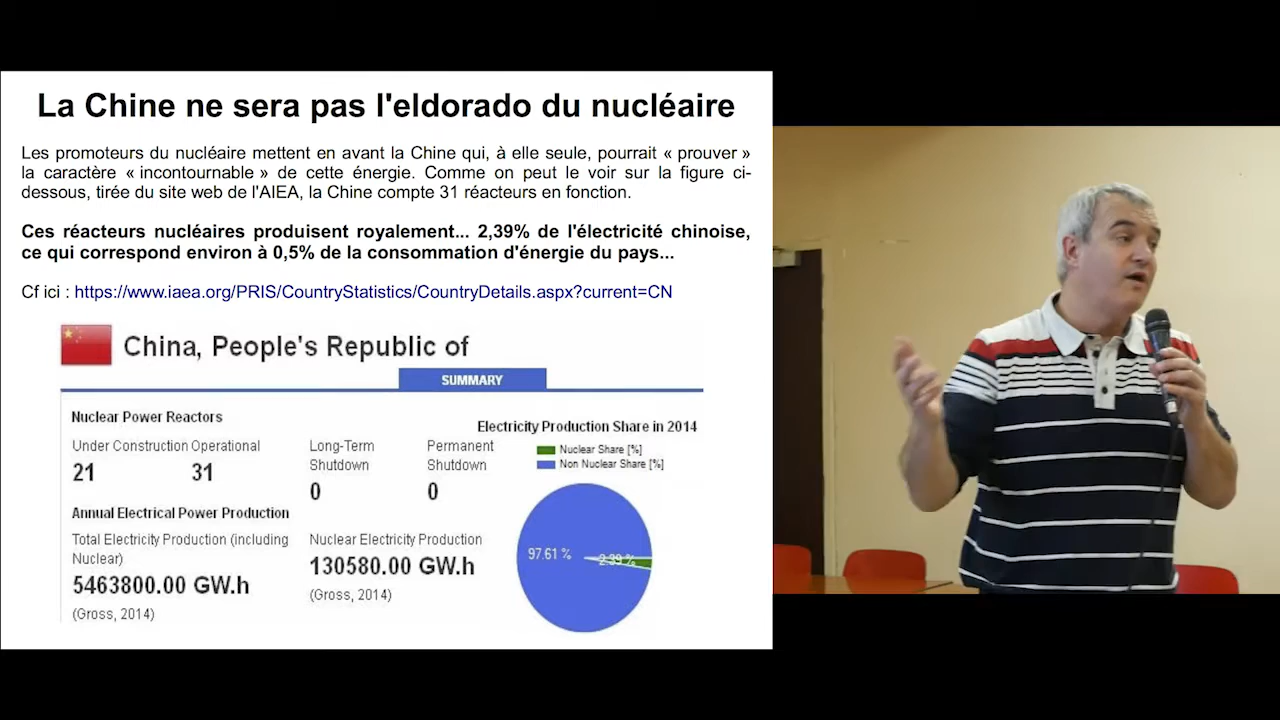 La Chine ne sera pas l'eldorado du nucléaire
Les promoteurs du nucléaire mettent en avant la Chine qui, à elle seule, pourrait « prouver »
la caractère « incontournable » de cette énergie. Comme on peut le voir sur la figure ci-
dessous, tirée du site web de l'AIEA, la Chine compte 31 réacteurs en fonction.
Ces réacteurs nucléaires produisent royalement... 2,39% de l'électricité chinoise,
ce qui correspond environ à 0,5% de la consommation d'énergie du pays...
Cf ici : https://www.iaea.org/PRIS/CountryStatistics/CountryDetails.aspx?current=CN
China, People's Republic of
SUMMARY
Nuclear Power Reactors
Under Construction Operational
21 31
Long-Term
Shutdown
0
Permanent
Shutdown
0
Annual Electrical Power Production
Total Electricity Production (including
Nuclear)
5463800.00 GW.h
(Gross, 2014)
Nuclear Electricity Production
130580.00 GW.h
(Gross, 2014)
Electricity Production Share in 2014
Nuclear Share [%]
Non Nuclear Share [%]
97.61 %
2.39 %